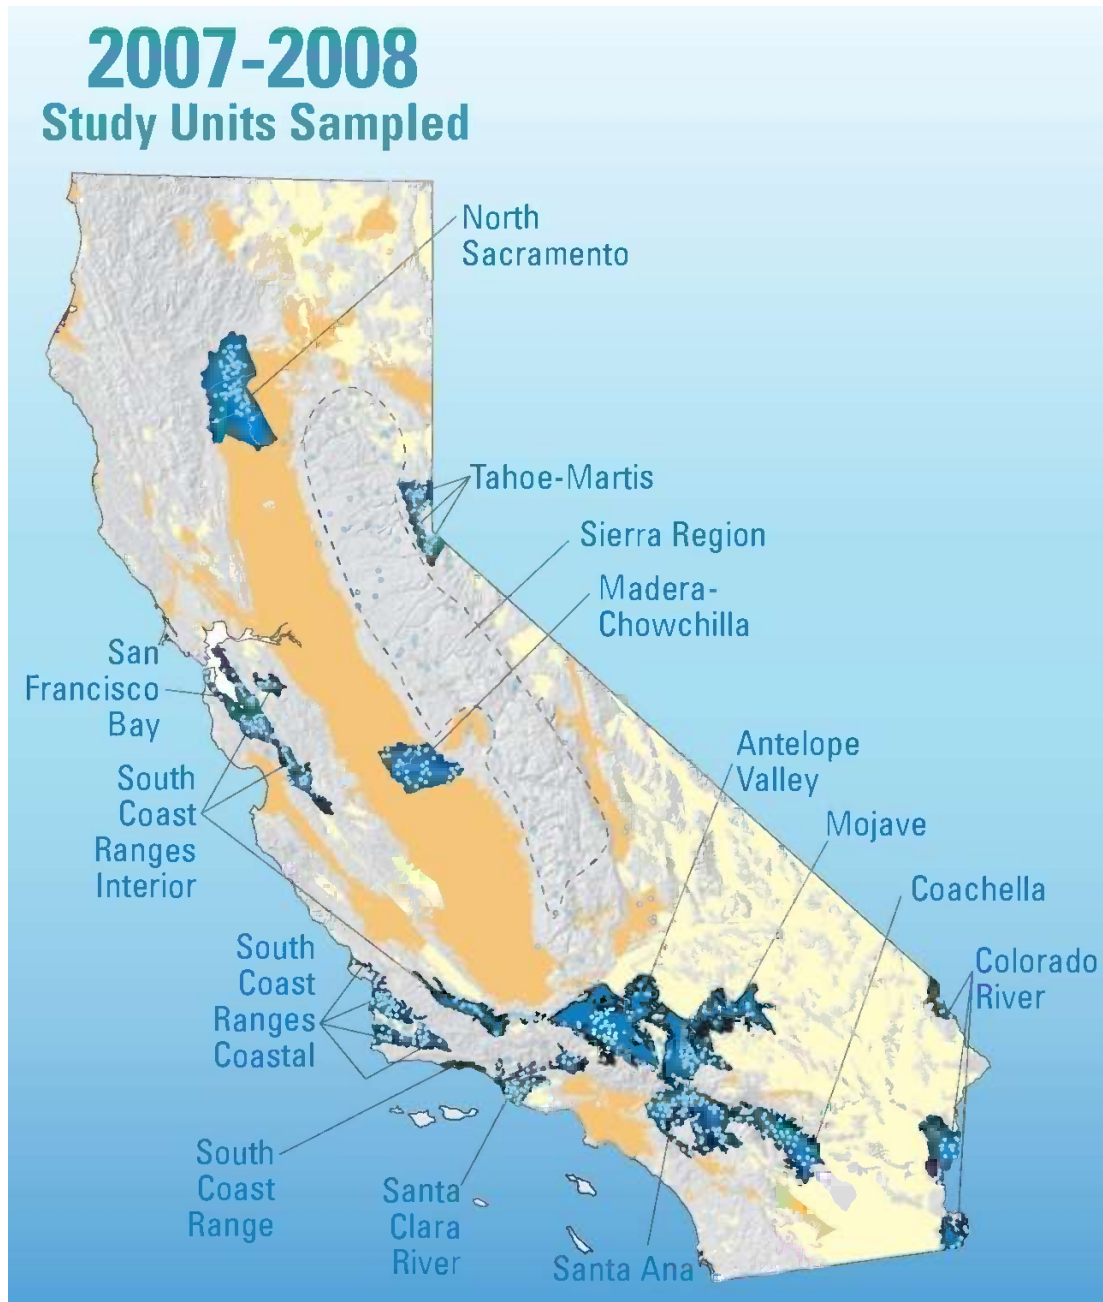 2007-2008
Study Units Sampled
North
Sacramento
Tahoe-Martis
Sierra Region
Madera-
Chowchilla
San
Francisco
Bay
Antelope
Valley
South
Coast
Ranges
Interior
Mojave
Coachella
South
Coast
Ranges
Coastal
Colorado
River
South
Coast
Range
Santa
Clara
River
Santa Ana